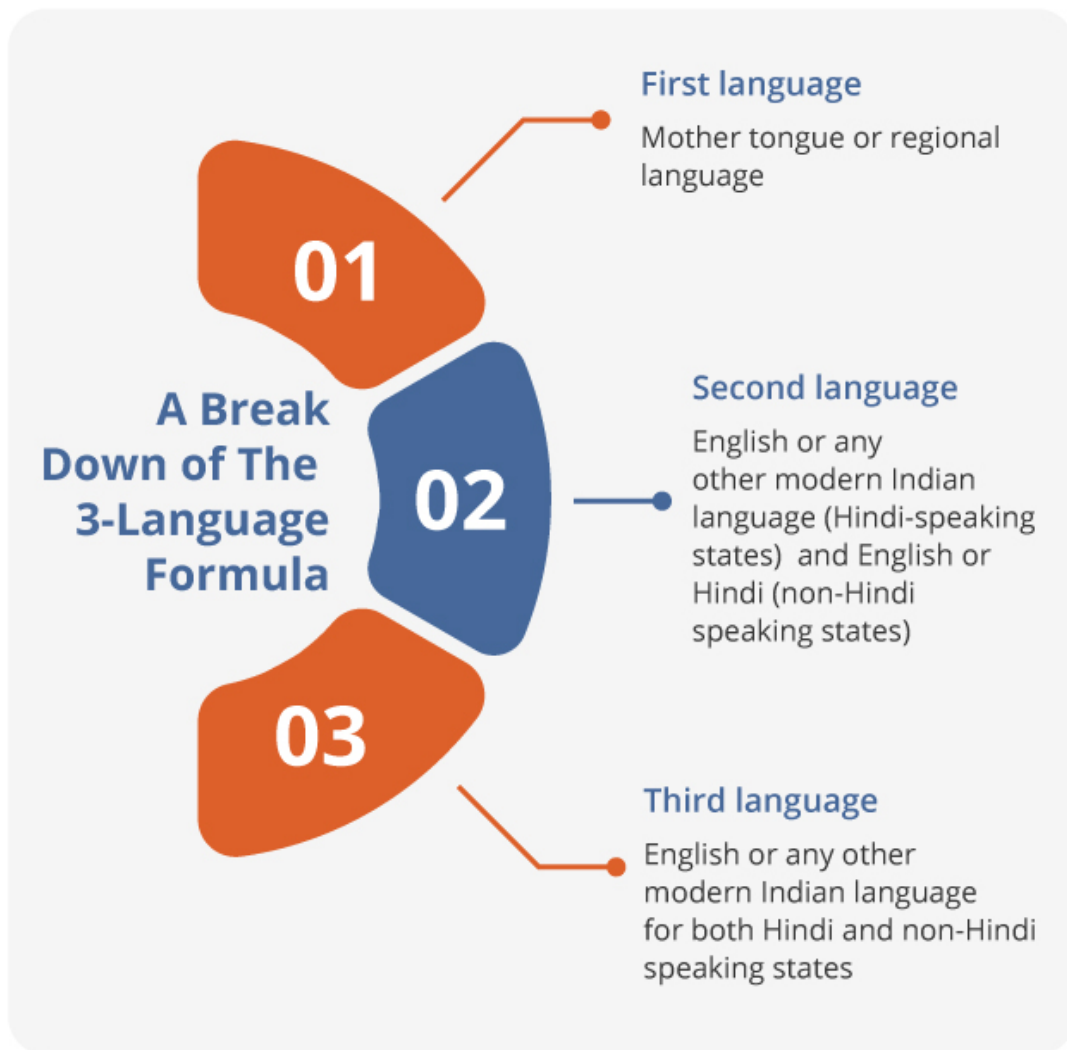 First language
Mother tongue or regional
language
01
A Break
Down of The
3-Language
Formula
Second language
English or any
other modern Indian
language (Hindi-speaking
states)  and English or
Hindi (non-Hindi
speaking states)
02
03
Third language
English or any other
modern Indian language
for both Hindi and non-Hindi
speaking states